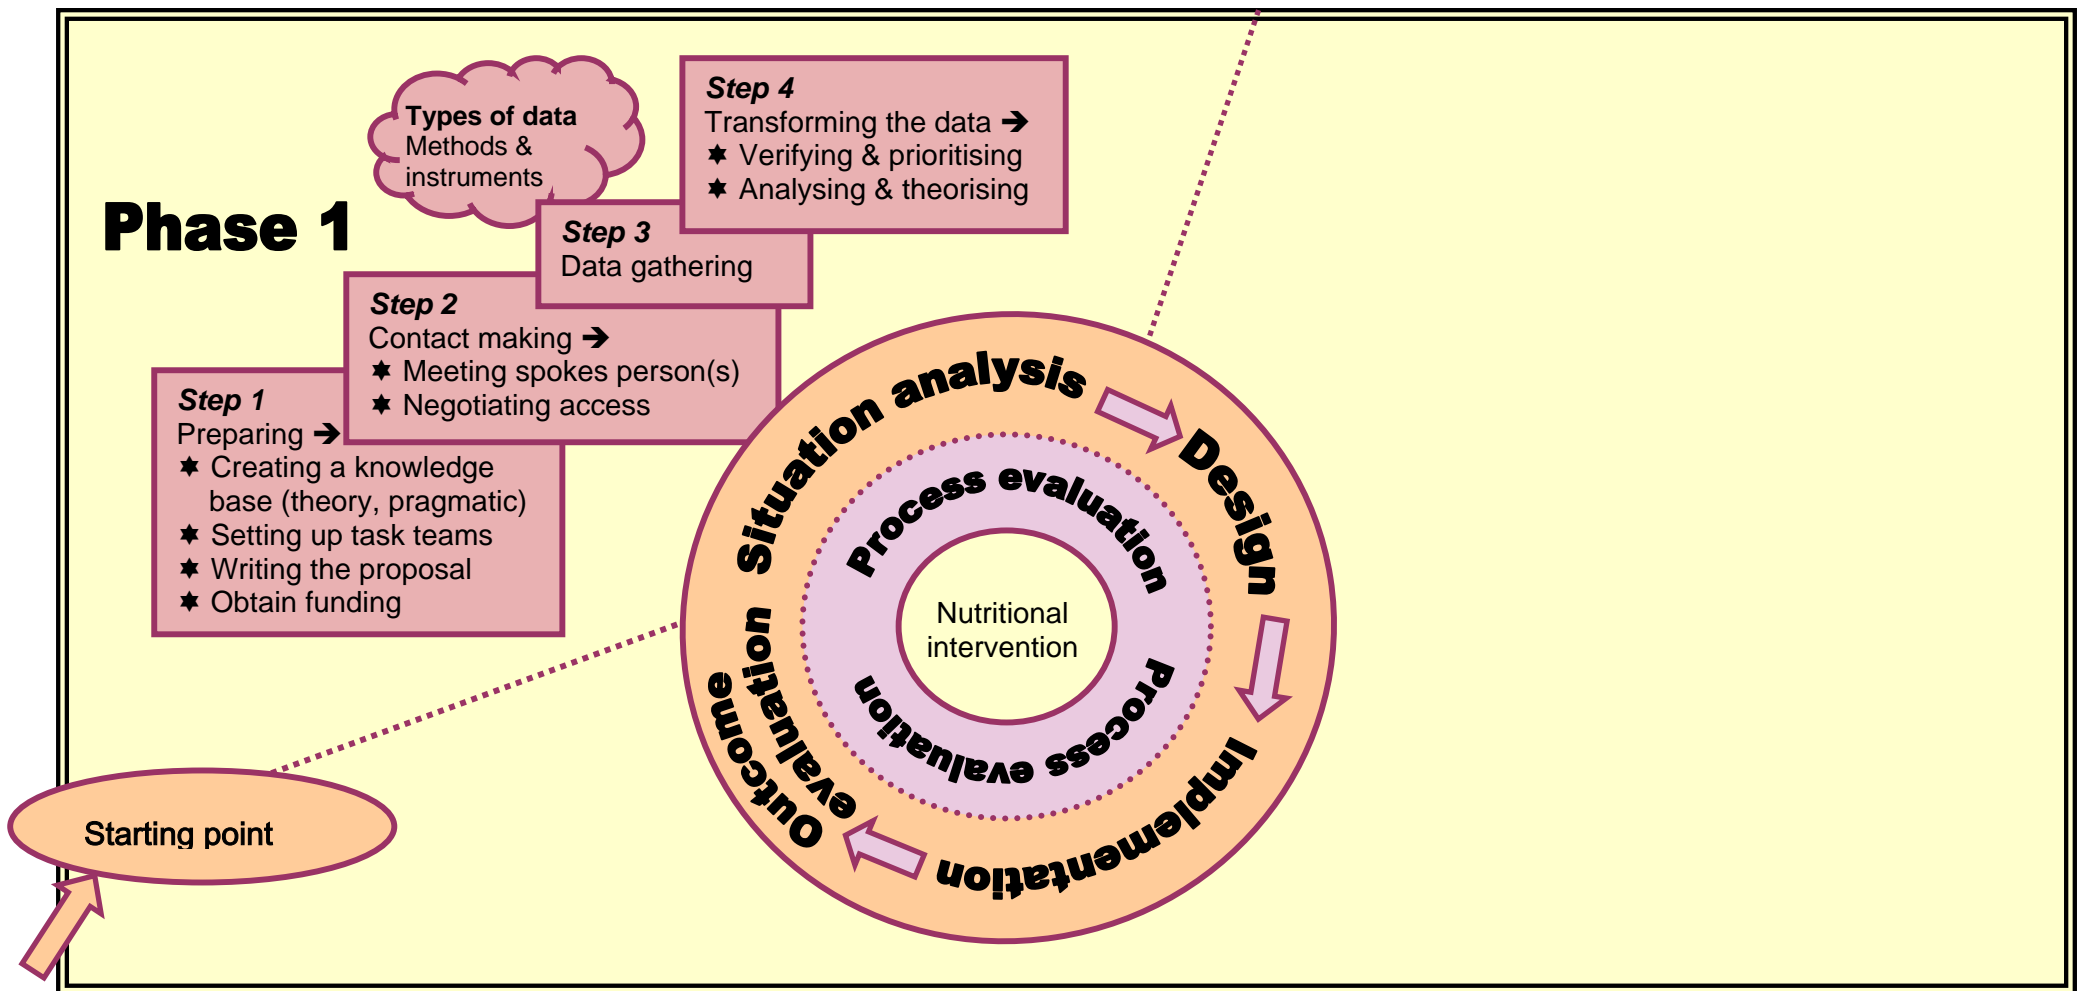 Phase 1
Types of data
Methods &
instruments
Step 4
Transforming the data ➔
✶ Verifying & prioritising
✶ Analysing & theorising
Step 3
Data gathering
Step 2
Contact making ➔
✶ Meeting spokes person(s)
✶ Negotiating access
Step 1
Preparing ➔
✶ Creating a knowledge
base (theory, pragmatic)
✶ Setting up task teams
✶ Writing the proposal
✶ Obtain funding
Situation analysis
Design
Implementation
Outcome
evaluation
Process evaluation
Process evaluation
Nutritional
intervention
Starting point